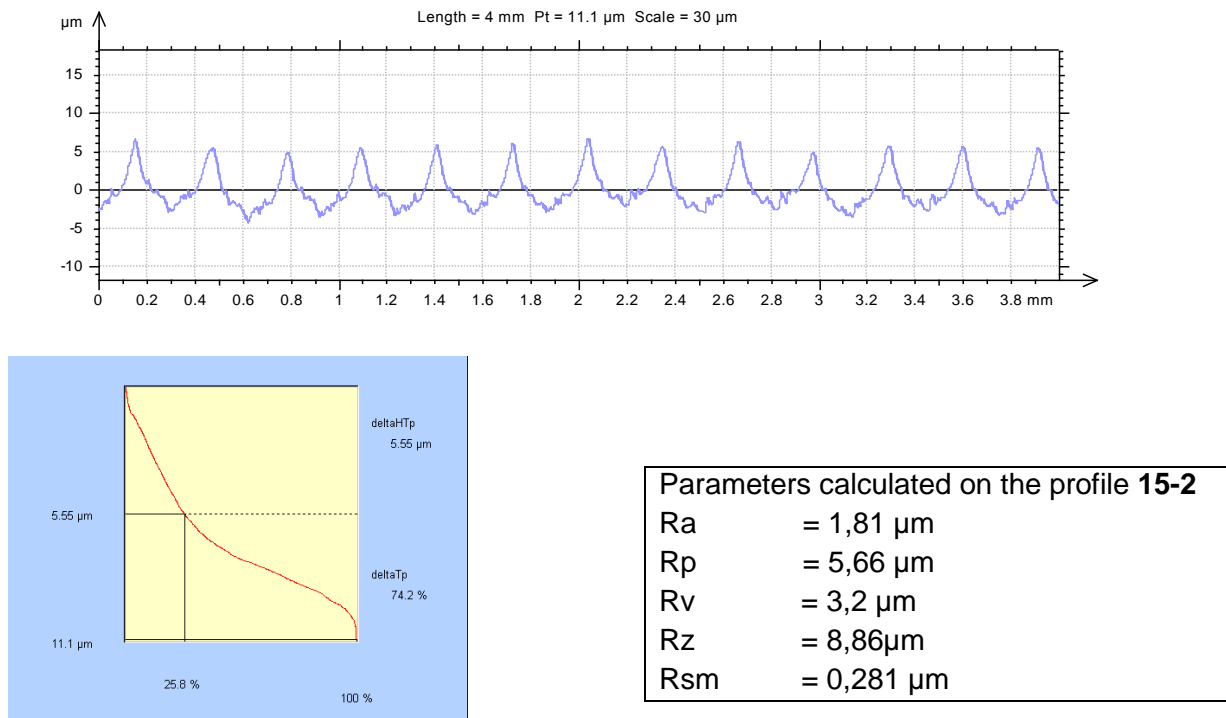 Length = 4 mm  Pt = 11.1 µm  Scale = 30 µm
µm
15
10
5
0
-5
-10
0 0.2 0.4 0.6 0.8 1 1.2 1.4 1.6 1.8 2 2.2 2.4 2.6 2.8 3 3.2 3.4 3.6 3.8 mm
deltaHTp
5.55 µm
5.55 µm
deltaTp
74.2 %
11.1 µm
25.8 %
100 %
Parameters calculated on the profile 15-2
Ra = 1,81 µm
Rp = 5,66 µm
Rv = 3,2 µm
Rz = 8,86µm
Rsm = 0,281 µm